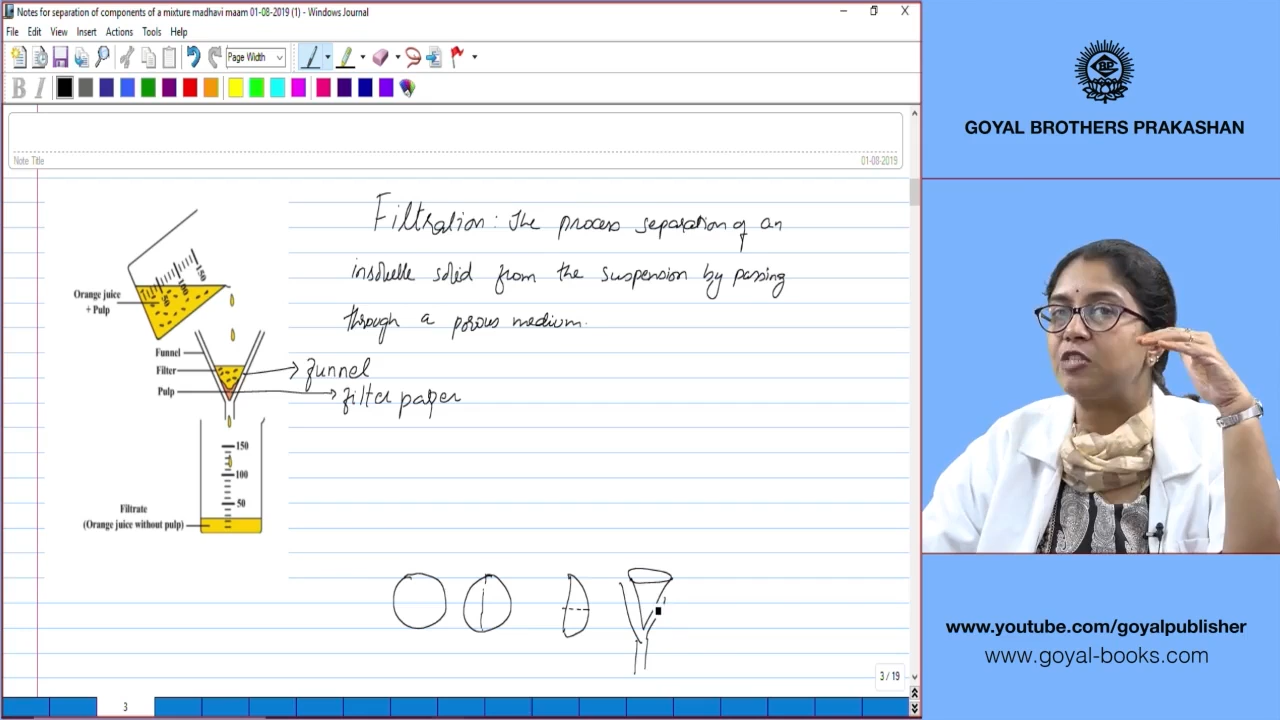 Notes for separation of components of a mixture madhavi maam 01-08-2019 (1) - Windows Journal
File Edit View Insert Actions Tools Help
Page Width
B I
Note Title
01-08-2019
Filtration: The process separation of an
insoluble solid from the suspension by passing
through a porous medium.
150
100
50
Orange juice
+ Pulp
Funnel
Filter
Pulp
funnel
filter paper
150
100
50
Filtrate
(Orange juice without pulp)
3 / 19
3
GBP
GOYAL BROTHERS PRAKASHAN
www.youtube.com/goyalpublisher
www.goyal-books.com